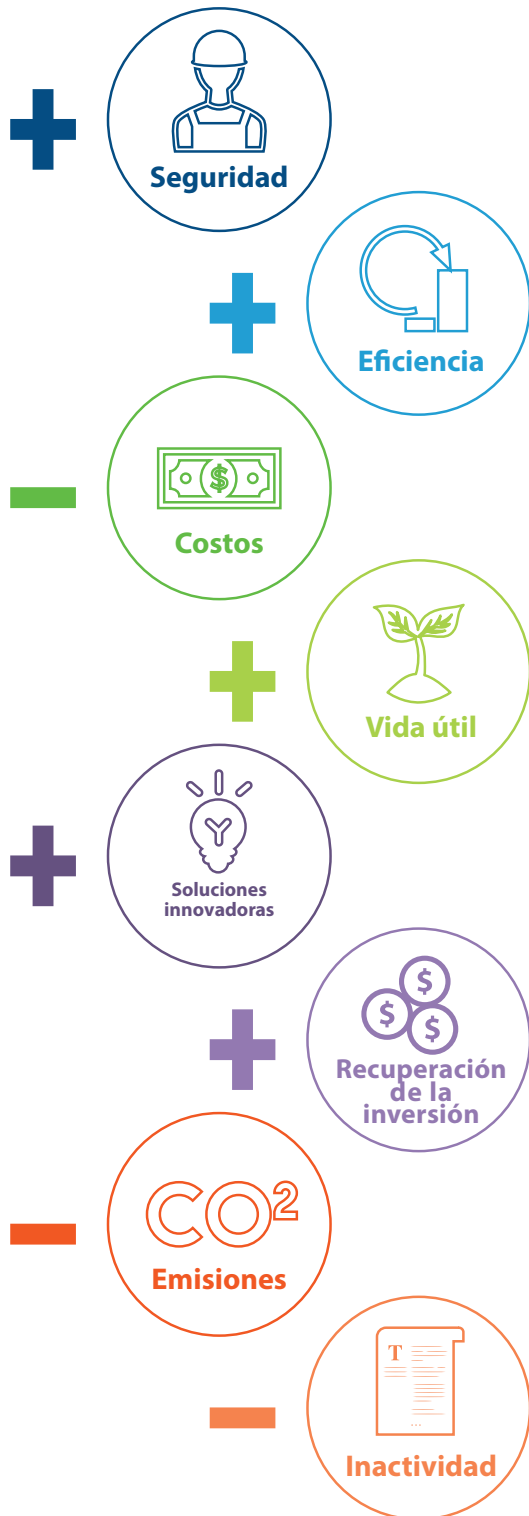 +
Seguridad
+
Eficiencia
−
$
Costos
+
Vida útil
+
Soluciones
innovadoras
+
$
$
$
Recuperación
de la
inversión
−
CO²
Emisiones
−
T
Inactividad